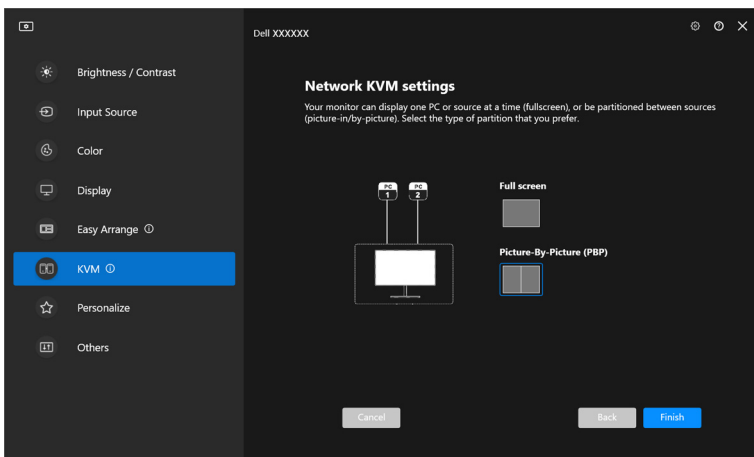 Dell XXXXXX
Brightness / Contrast
Input Source
Color
Display
Easy Arrange
KVM
Personalize
Others
Network KVM settings
Your monitor can display one PC or source at a time (fullscreen), or be partitioned between sources
(picture-in/by-picture). Select the type of partition that you prefer.
PC
1
PC
2
Full screen
Picture-By-Picture (PBP)
Cancel
Back
Finish